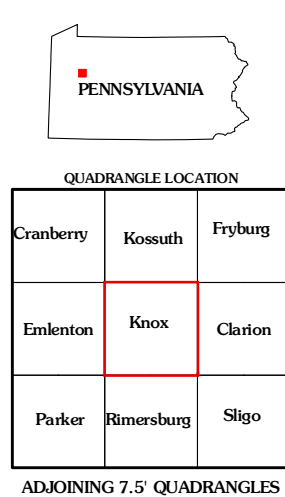 PENNSYLVANIA
QUADRANGLE LOCATION
Cranberry Kossuth Fryburg
Emlenton Knox Clarion
Parker Rimersburg Sligo
ADJOINING 7.5' QUADRANGLES